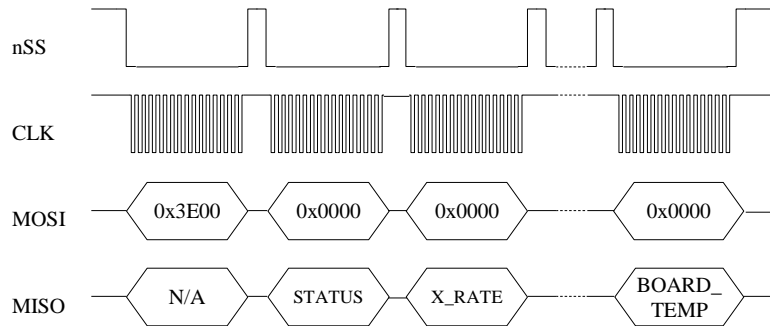 nSS
CLK
MOSI 0x3E00 0x0000 0x0000 0x0000
MISO N/A STATUS X_RATE BOARD_
TEMP